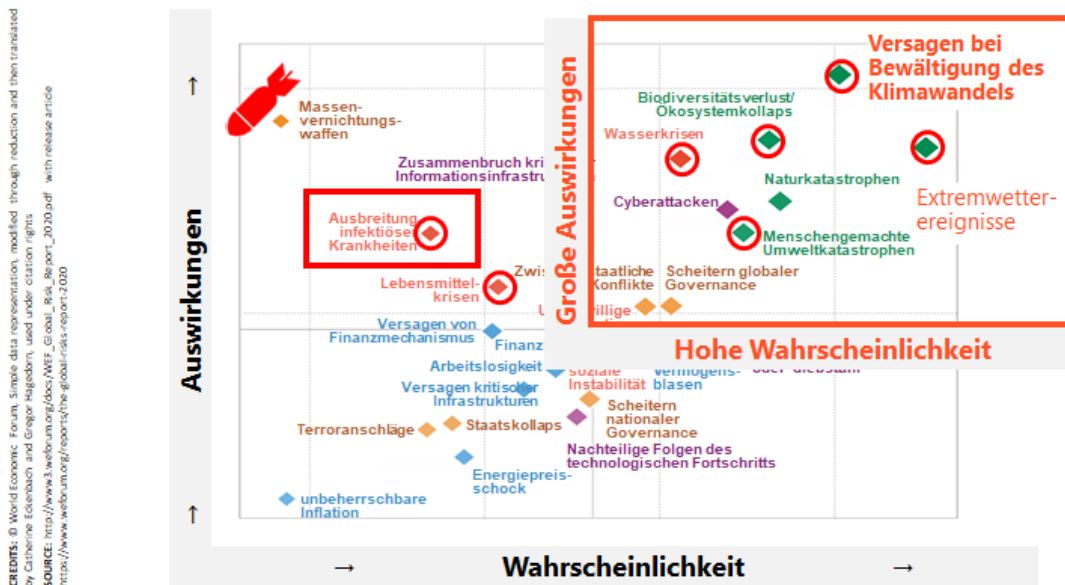 CREDITS: © World Economic Forum, Simple data representation, modified through reduction and then translated
by Catherine Eckenbach and Gregor Hagedorn, used under citation rights
SOURCE: http://www3.weforum.org/docs/WEF_Global_Risk_Report_2020.pdf with release article
https://www.weforum.org/reports/the-global-risks-report-2020
Auswirkungen
Massen-
vernichtungs-
waffen
Zusammenbruch kri
Informationsinfrastru
Ausbreitung
infektiöser
Krankheiten
Lebensmittel-
krisen
Versagen von
Finanzmechanismus
Finanz
Arbeitslosigkeit
soziale
Instabilität
Vermögens-
blasen
oder -diebstahl
Versagen kritischer
Infrastrukturen
Scheitern
nationaler
Governance
Terroranschläge
Staatskollaps
Nachteilige Folgen des
technologischen Fortschritts
Energiepreis-
schock
unbeherrschbare
Inflation
Große Auswirkungen
Versagen bei
Bewältigung des
Klimawandels
Biodiversitätsverlust/
Ökosystemkollaps
Wasserkrisen
Naturkatastrophen
Cyberattacken
Extremwetter-
ereignisse
Menschengemachte
Umweltkatastrophen
Zwis
taatliche
Konflikte
Scheitern globaler
Governance
U
willige
Hohe Wahrscheinlichkeit
→ Wahrscheinlichkeit →